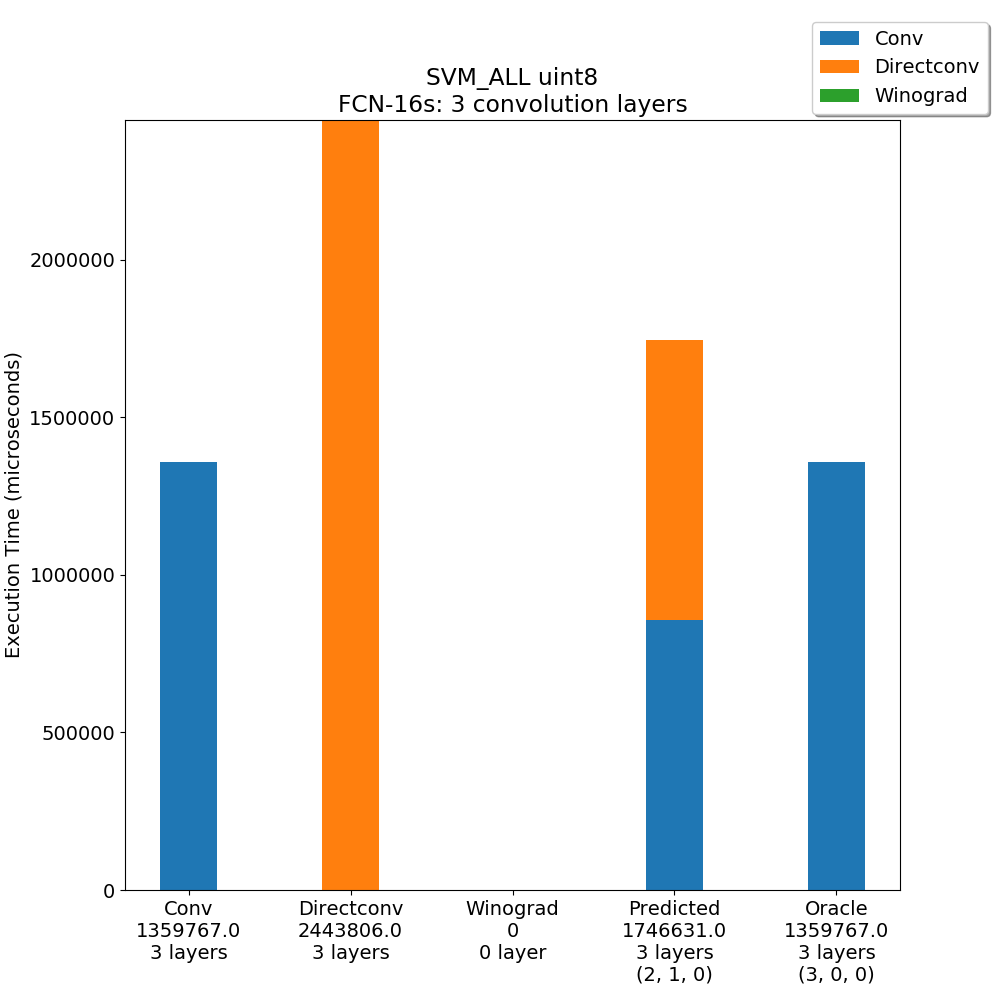 Conv
Directconv
Winograd
SVM_ALL uint8
FCN-16s: 3 convolution layers
Execution Time (microseconds)
2000000
1500000
1000000
500000
0
Conv
1359767.0
3 layers
Directconv
2443806.0
3 layers
Winograd
0
0 layer
Predicted
1746631.0
3 layers
(2, 1, 0)
Oracle
1359767.0
3 layers
(3, 0, 0)